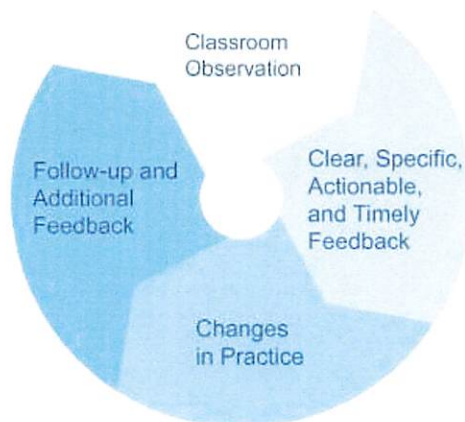 Classroom
Observation
Clear, Specific,
Actionable,
and Timely
Feedback
Changes
in Practice
Follow-up and
Additional
Feedback